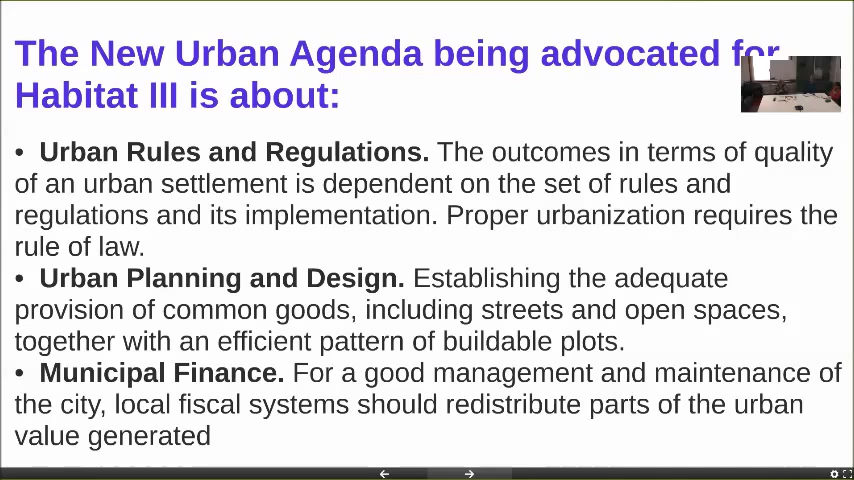 The New Urban Agenda being advocated for
Habitat III is about:
• Urban Rules and Regulations. The outcomes in terms of quality
of an urban settlement is dependent on the set of rules and
regulations and its implementation. Proper urbanization requires the
rule of law.
• Urban Planning and Design. Establishing the adequate
provision of common goods, including streets and open spaces,
together with an efficient pattern of buildable plots.
• Municipal Finance. For a good management and maintenance of
the city, local fiscal systems should redistribute parts of the urban
value generated